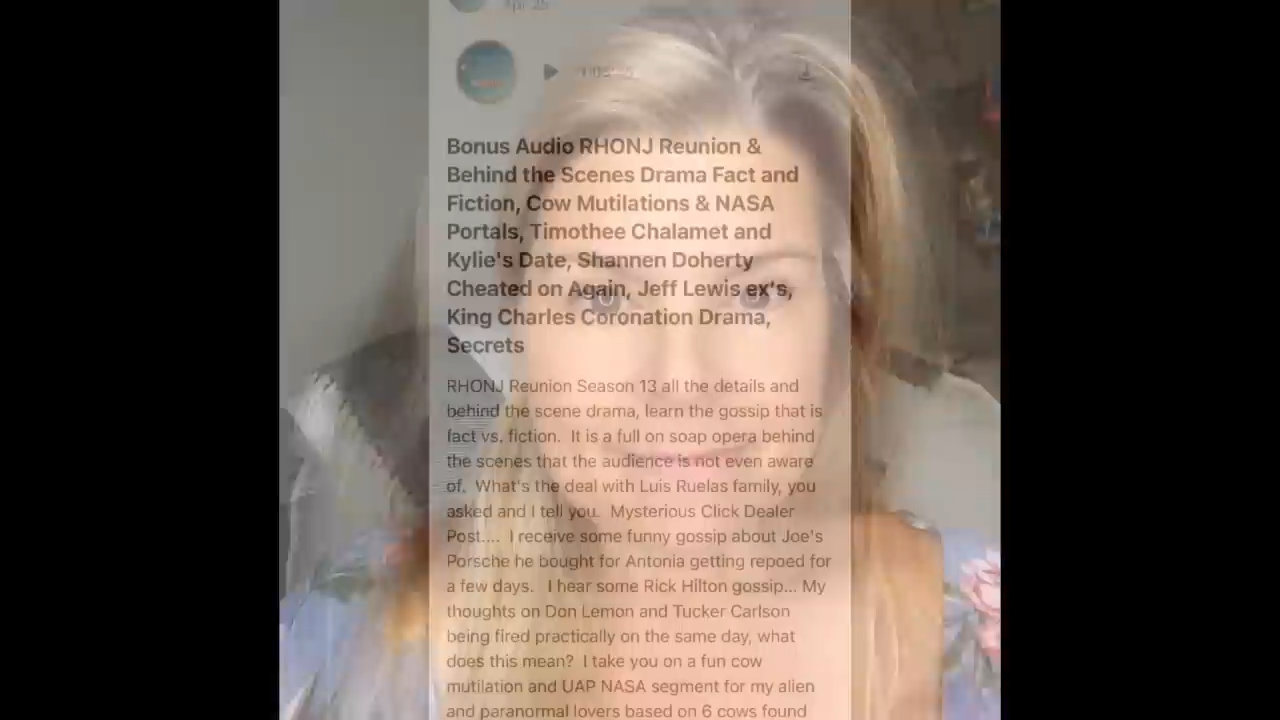 Apr 25
Bonus Audio RHONJ Reunion &
Behind the Scenes Drama Fact and
Fiction, Cow Mutilations & NASA
Portals, Timothee Chalamet and
Kylie's Date, Shannen Doherty
Cheated on Again, Jeff Lewis ex's,
King Charles Coronation Drama,
Secrets
RHONJ Reunion Season 13 all the details and
behind the scene drama, learn the gossip that is
fact vs. fiction.  It is a full on soap opera behind
the scenes that the audience is not even aware
of.  What's the deal with Luis Ruelas family, you
asked and I tell you.  Mysterious Click Dealer
Post....  I receive some funny gossip about Joe's
Porsche he bought for Antonia getting repoed for
a few days.   I hear some Rick Hilton gossip... My
thoughts on Don Lemon and Tucker Carlson
being fired practically on the same day, what
does this mean?  I take you on a fun cow
mutilation and UAP NASA segment for my alien
and paranormal lovers based on 6 cows found